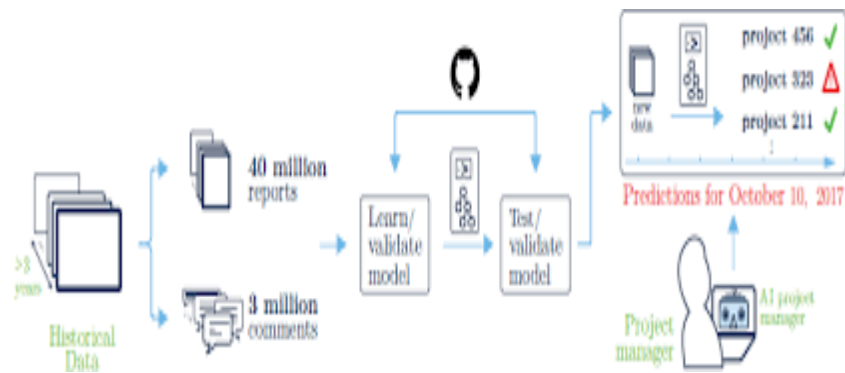 >3
years
Historical
Data
40 million
reports
3 million
comments
Learn/
validate
model
Test/
validate
model
new
data
project 456
project 323
project 211
Predictions for October 10, 2017
Project
manager
AI project
manager